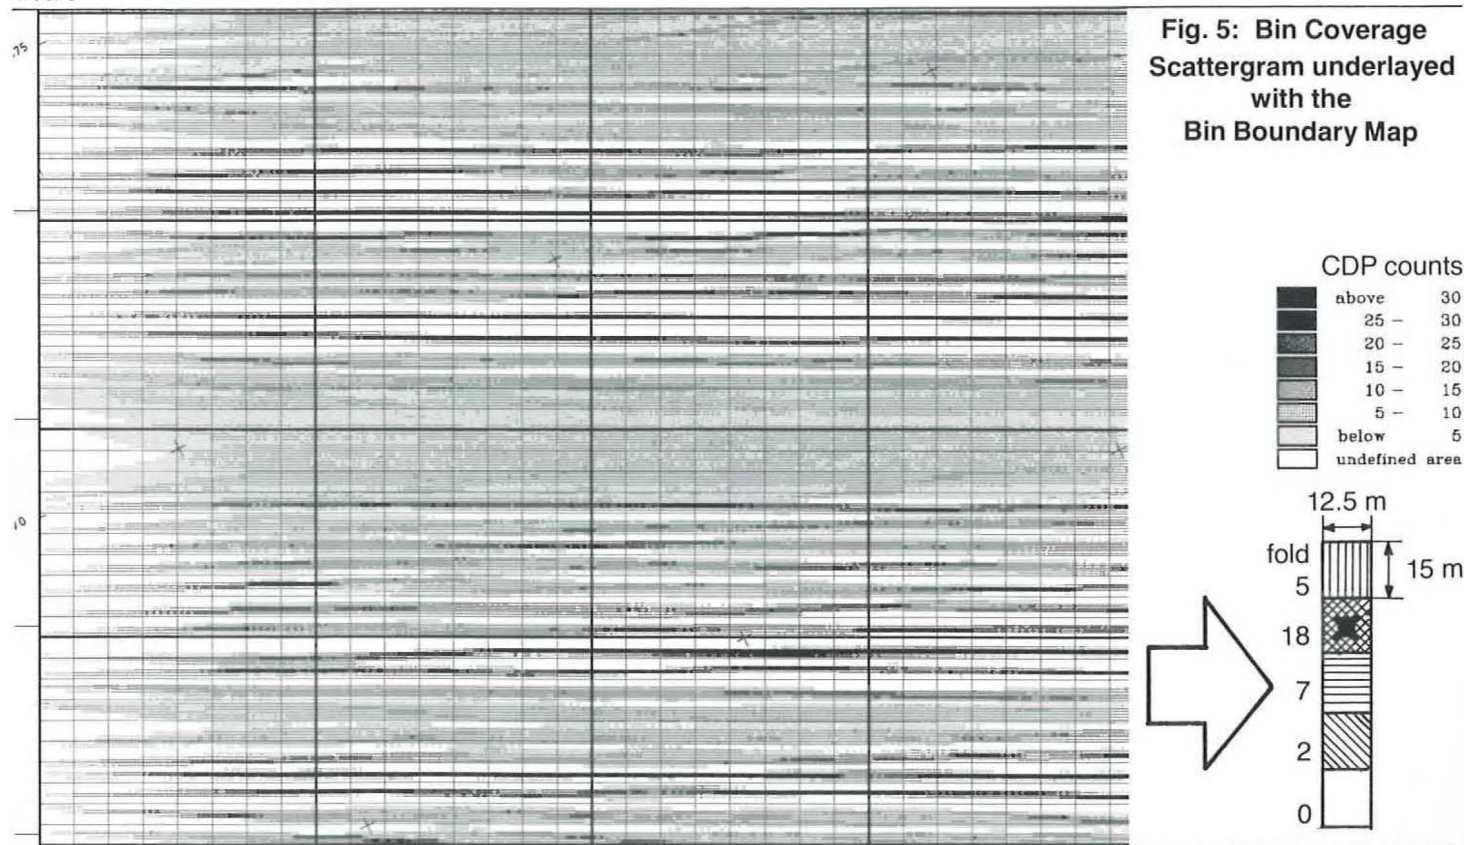 Fig. 5: Bin Coverage
Scattergram underlayed
with the
Bin Boundary Map
CDP counts
above 30
25 – 30
20 – 25
15 – 20
10 – 15
5 – 10
below 5
undefined area
12.5 m
fold
5
15 m
18
7
2
0